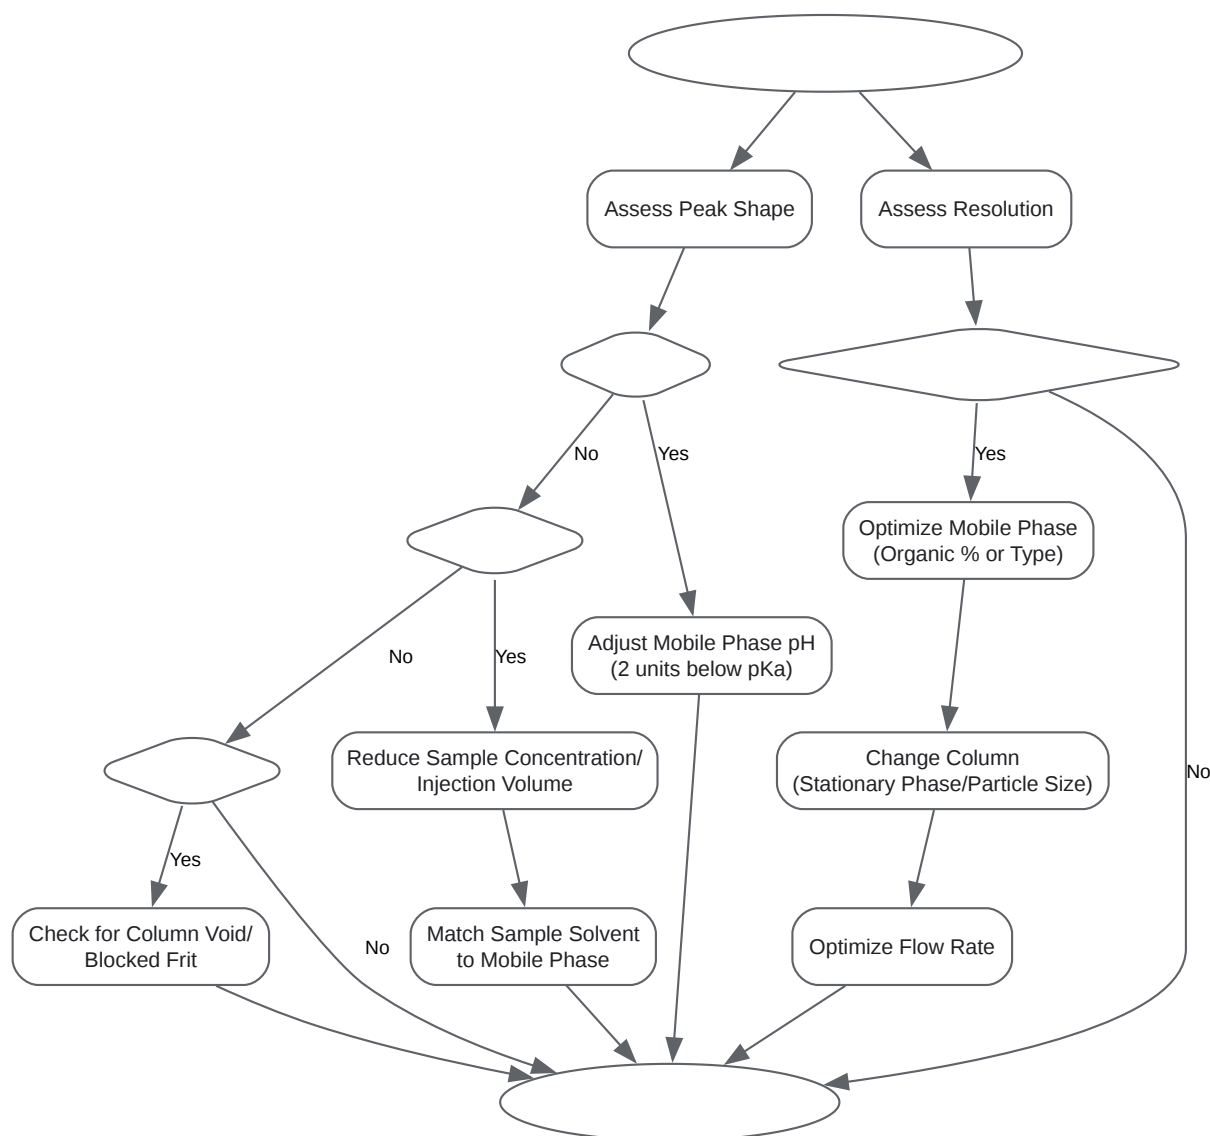 Assess Peak Shape
Assess Resolution
No
Yes
Yes
Optimize Mobile Phase
(Organic % or Type)
Adjust Mobile Phase pH
(2 units below pKa)
No
Yes
Reduce Sample Concentration/
Injection Volume
Change Column
(Stationary Phase/Particle Size)
No
Yes
Check for Column Void/
Blocked Frit
No
Match Sample Solvent
to Mobile Phase
Optimize Flow Rate